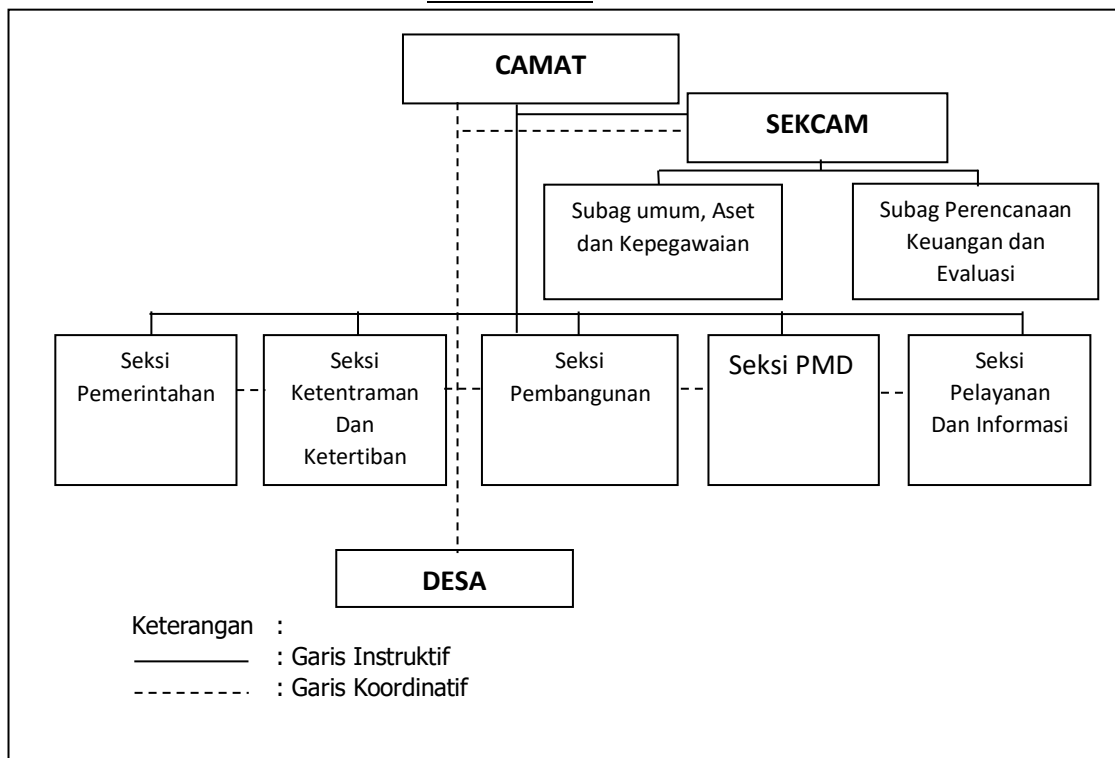 CAMAT
SEKCAM
Subag umum, Aset
dan Kepegawaian
Subag Perencanaan
Keuangan dan
Evaluasi
Seksi
Pemerintahan
Seksi
Ketentraman
Dan
Ketertiban
Seksi
Pembangunan
Seksi PMD
Seksi
Pelayanan
Dan Informasi
DESA
Keterangan :
: Garis Instruktif
: Garis Koordinatif